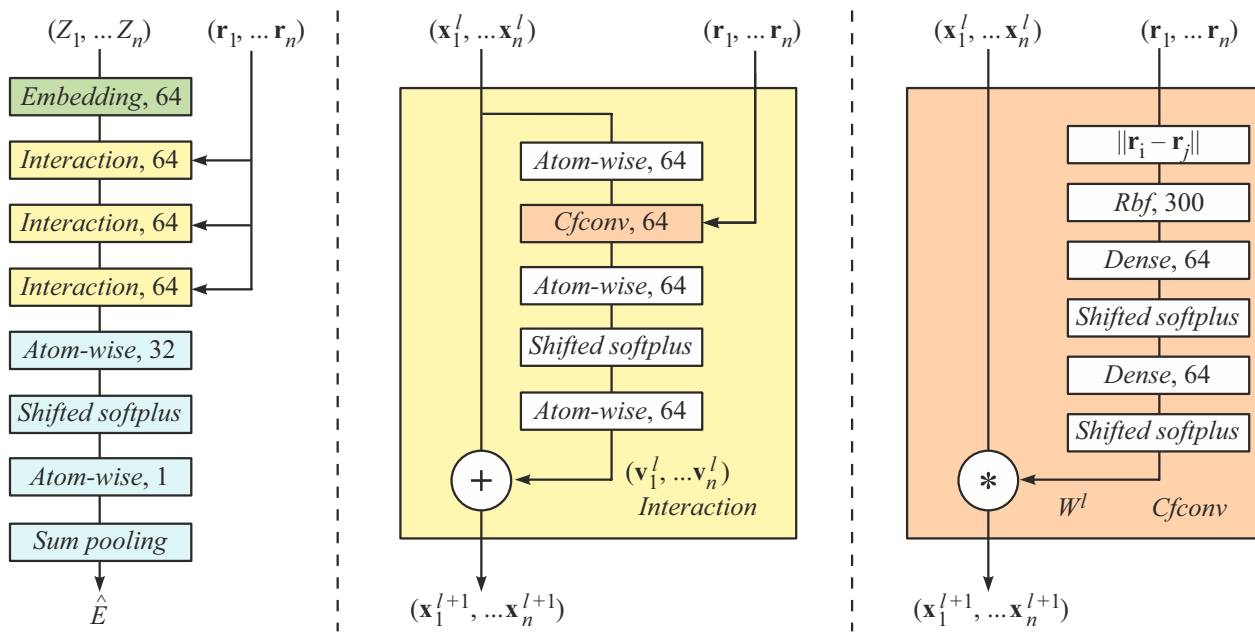 (Z₁, ... Zₙ) (r₁, ... rₙ)
Embedding, 64
Interaction, 64
Interaction, 64
Interaction, 64
Atom-wise, 32
Shifted softplus
Atom-wise, 1
Sum pooling
Ê
(x₁ˡ, ... xₙˡ) (r₁, ... rₙ)
Atom-wise, 64
Cfconv, 64
Atom-wise, 64
Shifted softplus
Atom-wise, 64
+
(v₁ˡ, ... vₙˡ)
Interaction
(x₁ˡ⁺¹, ... xₙˡ⁺¹)
(x₁ˡ, ... xₙˡ) (r₁, ... rₙ)
||rᵢ – rⱼ||
Rbf, 300
Dense, 64
Shifted softplus
Dense, 64
Shifted softplus
*
Wˡ Cfconv
(x₁ˡ⁺¹, ... xₙˡ⁺¹)